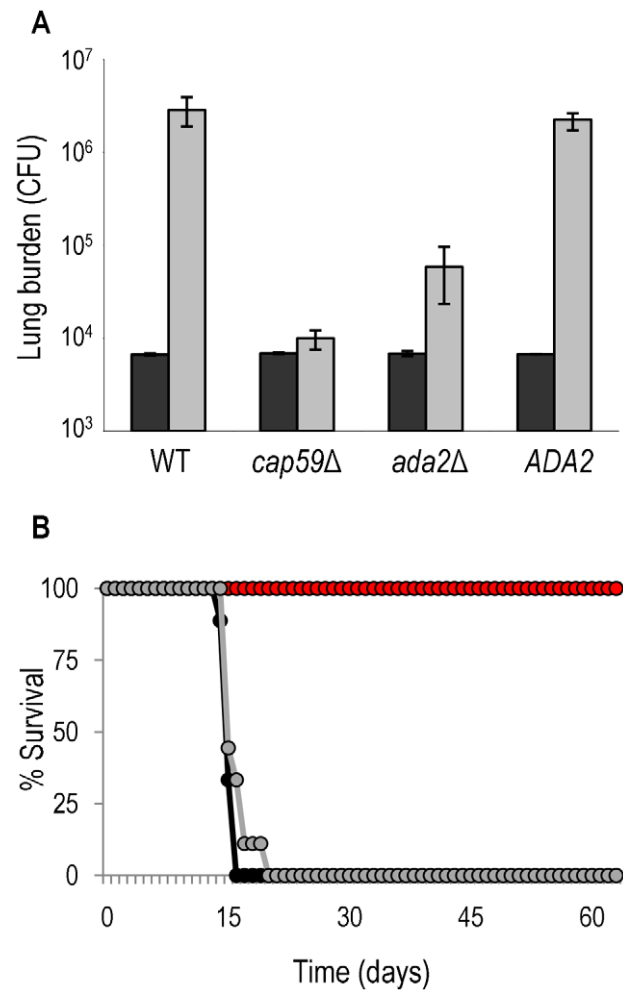 A
Lung burden (CFU)
10⁷
10⁶
10⁵
10⁴
10³
WT cap59Δ ada2Δ ADA2
B
% Survival
100
75
50
25
0
0 15 30 45 60
Time (days)